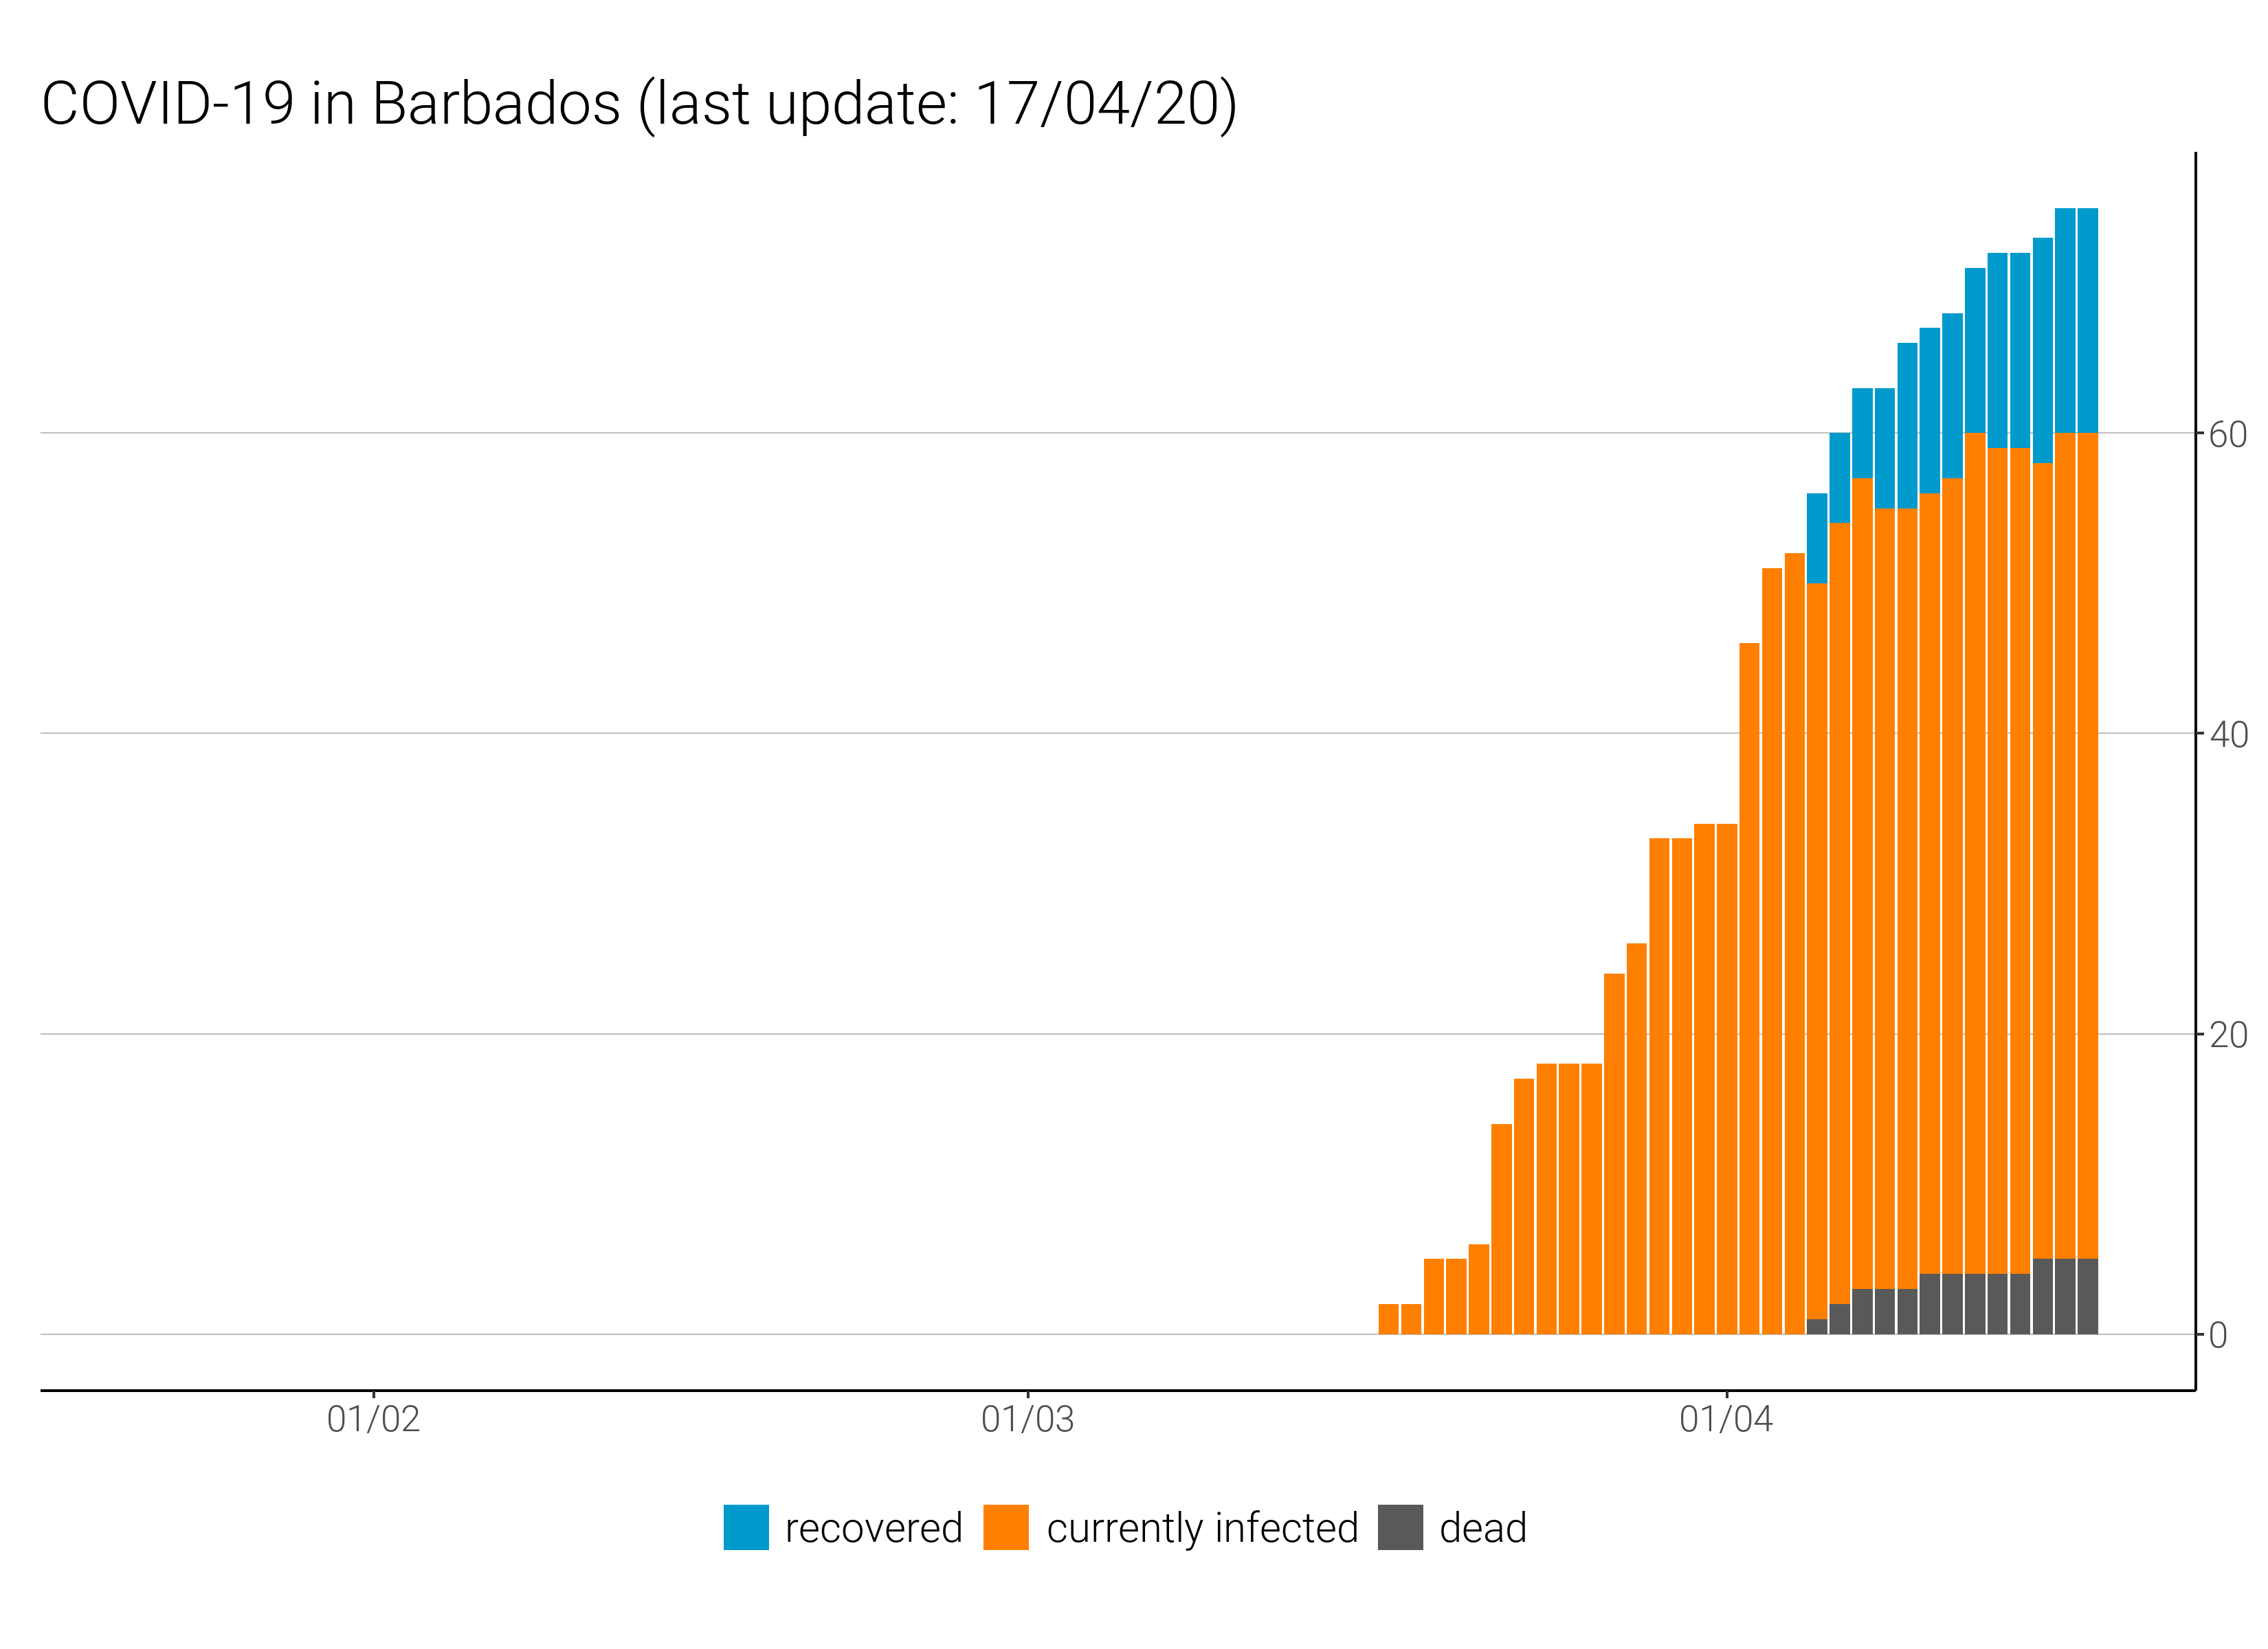 COVID-19 in Barbados (last update: 17/04/20)
60
40
20
0
01/02 01/03 01/04
recovered currently infected dead